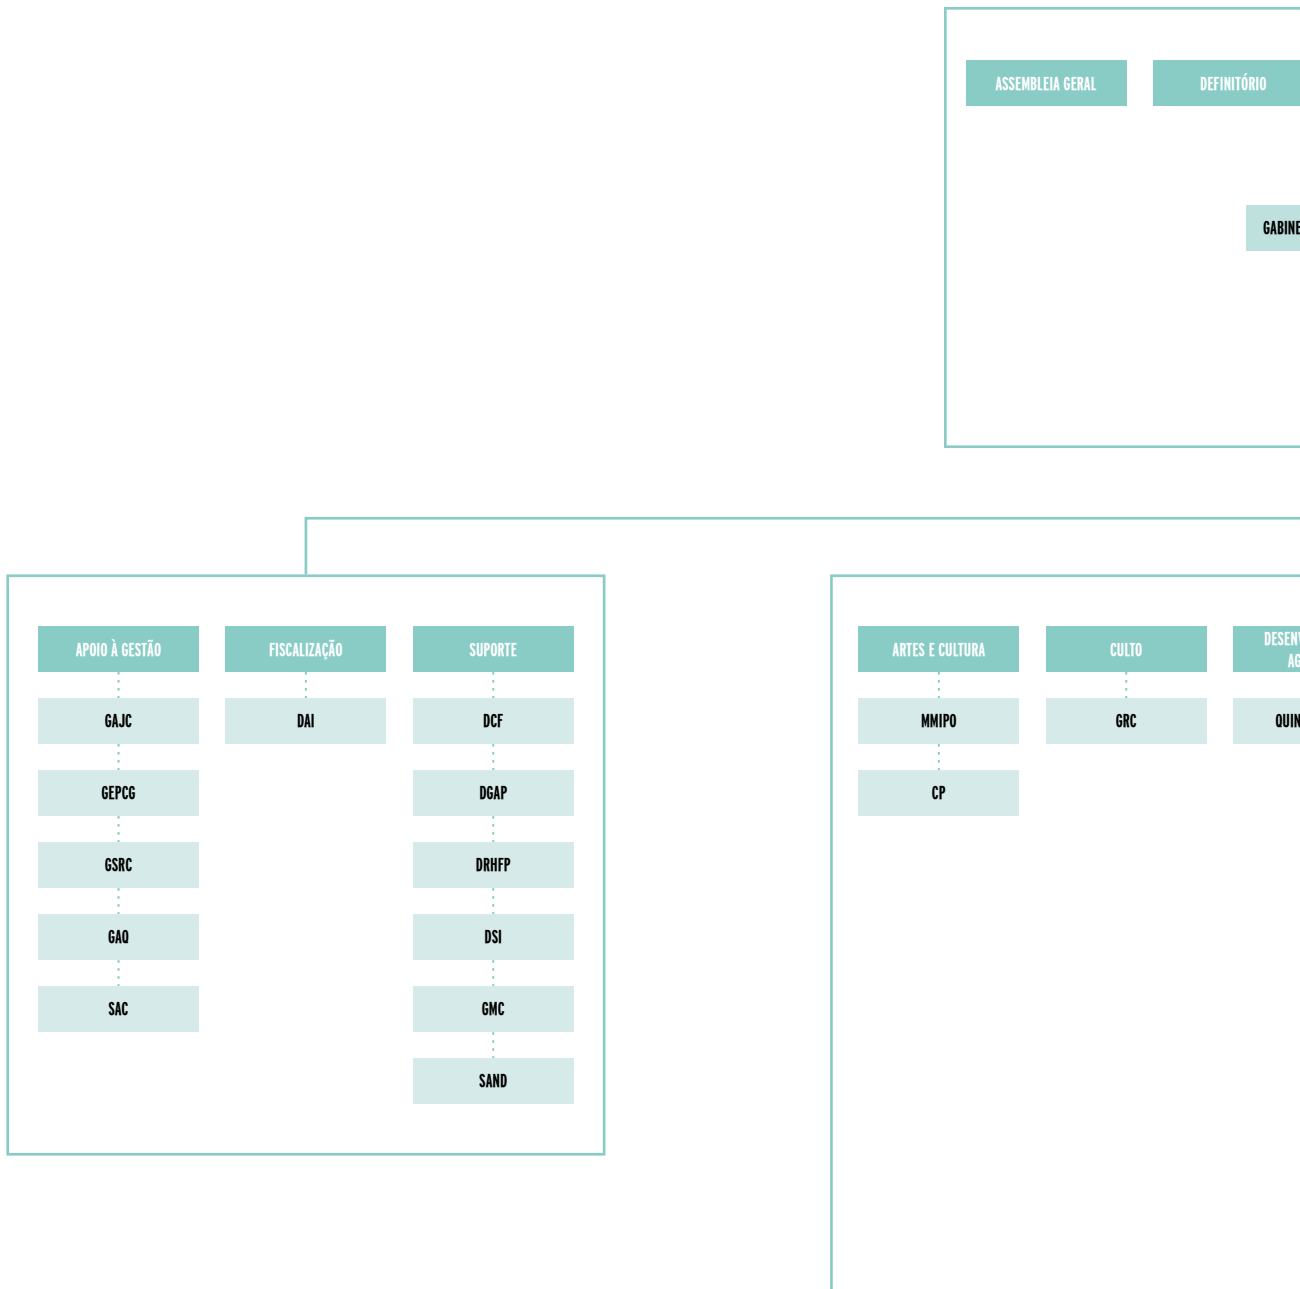 ASSEMBLEIA GERAL
DEFINITÓRIO
APOIO À GESTÃO
GAJC
GEPCG
GSRC
GAQ
SAC
FISCALIZAÇÃO
DAI
SUPORTE
DCF
DGAP
DRHFP
DSI
GMC
SAND
ARTES E CULTURA
MMIPO
CP
CULTO
GRC